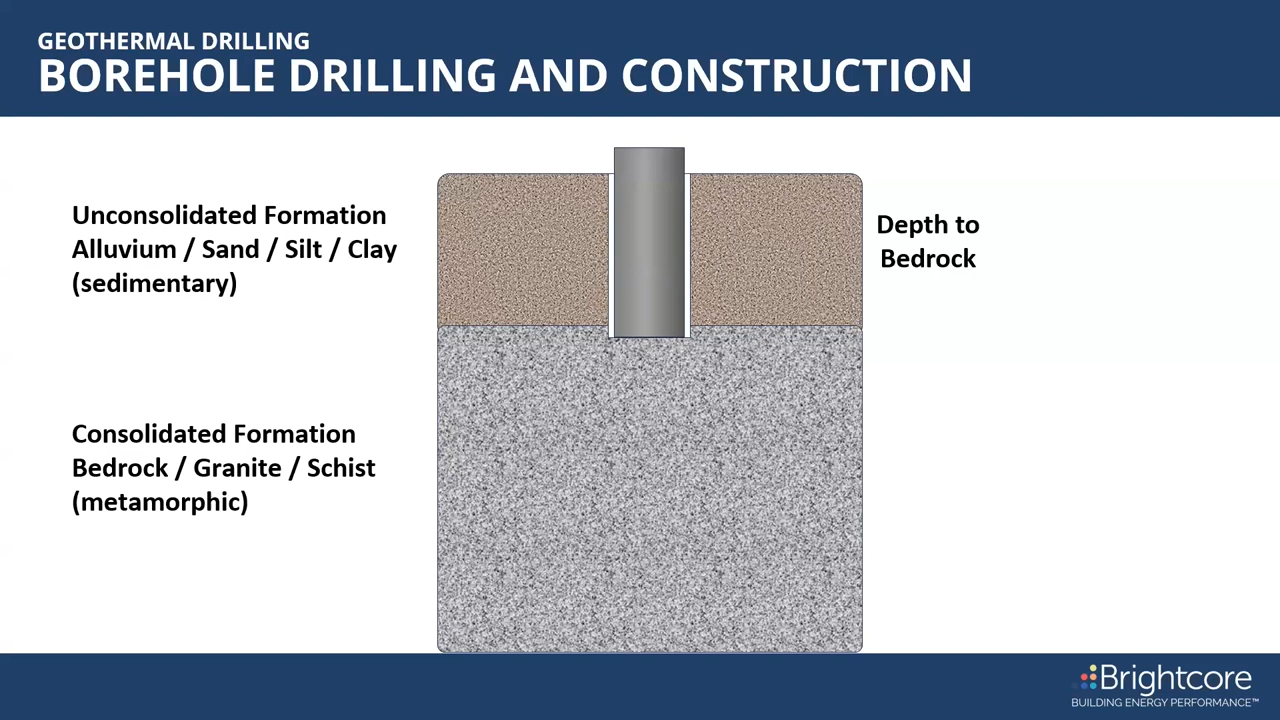 GEOTHERMAL DRILLING
BOREHOLE DRILLING AND CONSTRUCTION
Unconsolidated Formation
Alluvium / Sand / Silt / Clay
(sedimentary)
Depth to
Bedrock
Consolidated Formation
Bedrock / Granite / Schist
(metamorphic)
Brightcore
BUILDING ENERGY PERFORMANCE™